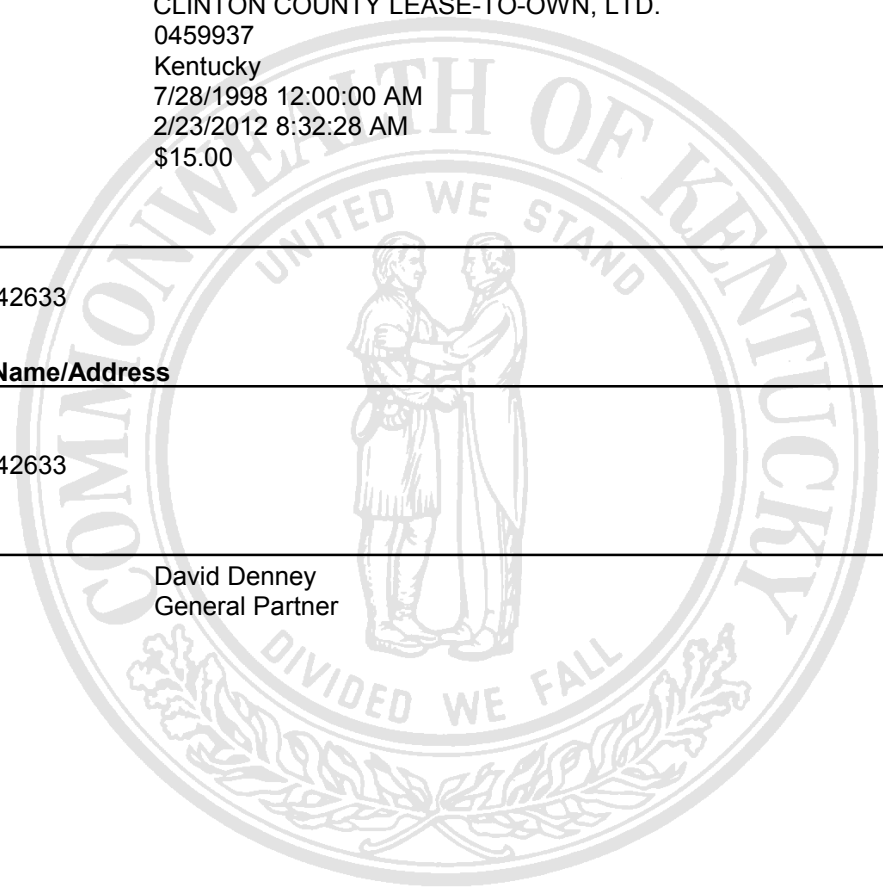 CLINTON COUNTY LEASE-TO-OWN, LTD.
0459937
Kentucky
7/28/1998 12:00:00 AM
2/23/2012 8:32:28 AM
$15.00
42633
Name/Address
42633
David Denney
General Partner
COMMONWEALTH OF KENTUCKY
UNITED WE STAND
DIVIDED WE FALL